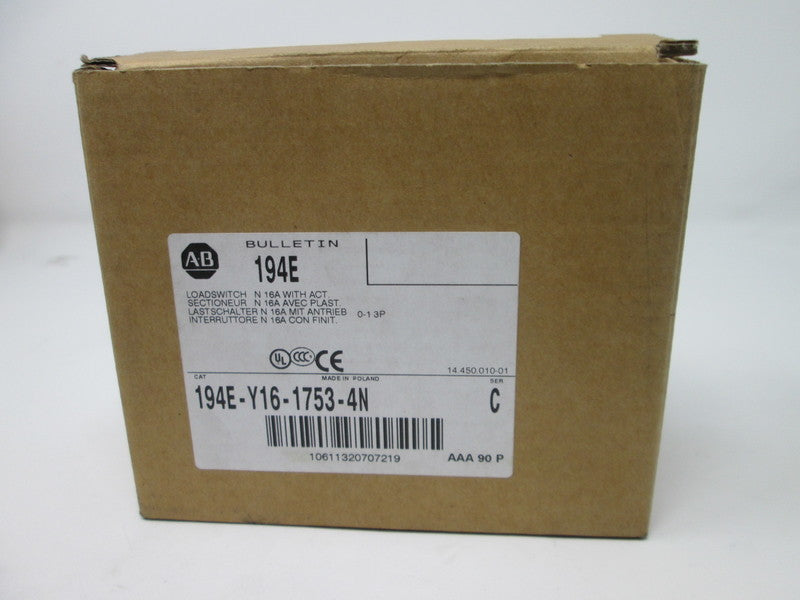 AB
BULLETIN
194E
LOADSWITCH N 16A WITH ACT.
SECTIONEUR N 16A AVEC PLAST.
LASTSCHALTER N 16A MIT ANTRIEB 0-1 3P
INTERRUTTORE N 16A CON FINIT.
UL CCC CE
14.450.010-01
CAT MADE IN POLAND SER
194E-Y16-1753-4N C
10611320707219
AAA 90 P